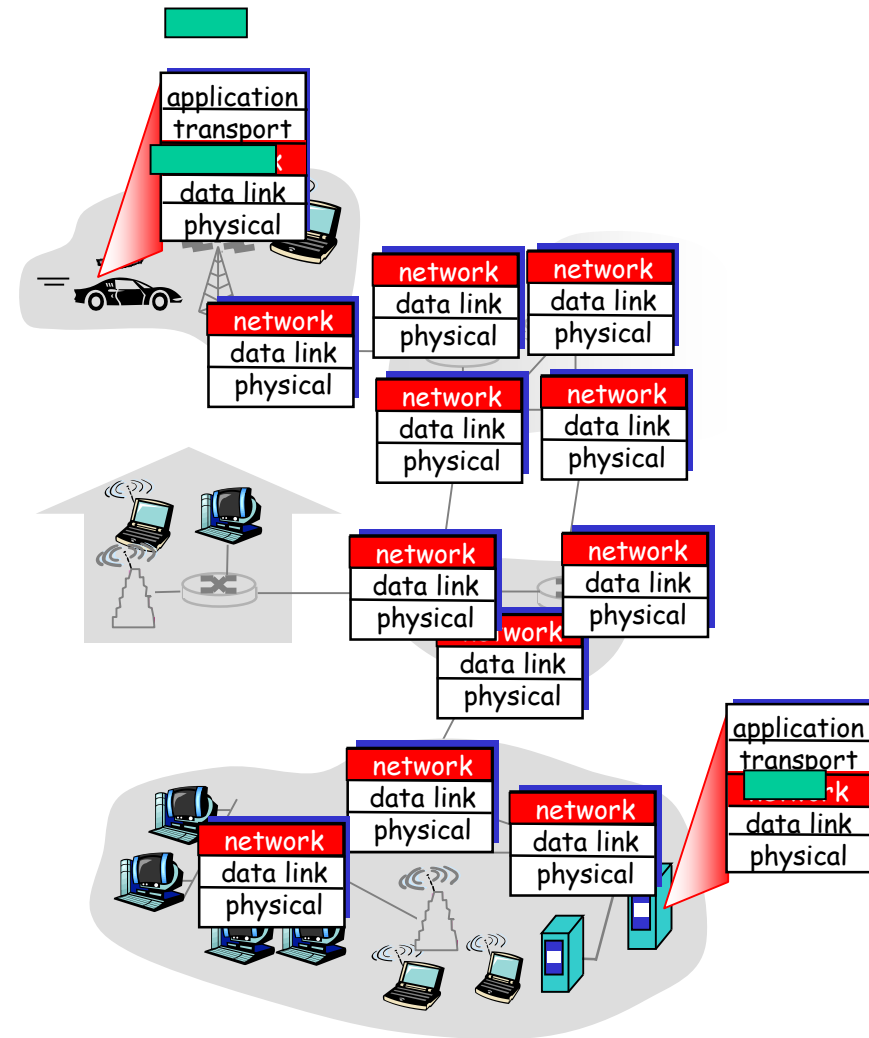 application
transport
data link
physical
network
data link
physical
network
data link
physical
network
data link
physical
network
data link
physical
network
data link
physical
network
data link
physical
network
data link
physical
data link
physical
application
transport
data link
physical
network
data link
physical
network
data link
physical
network
data link
physical